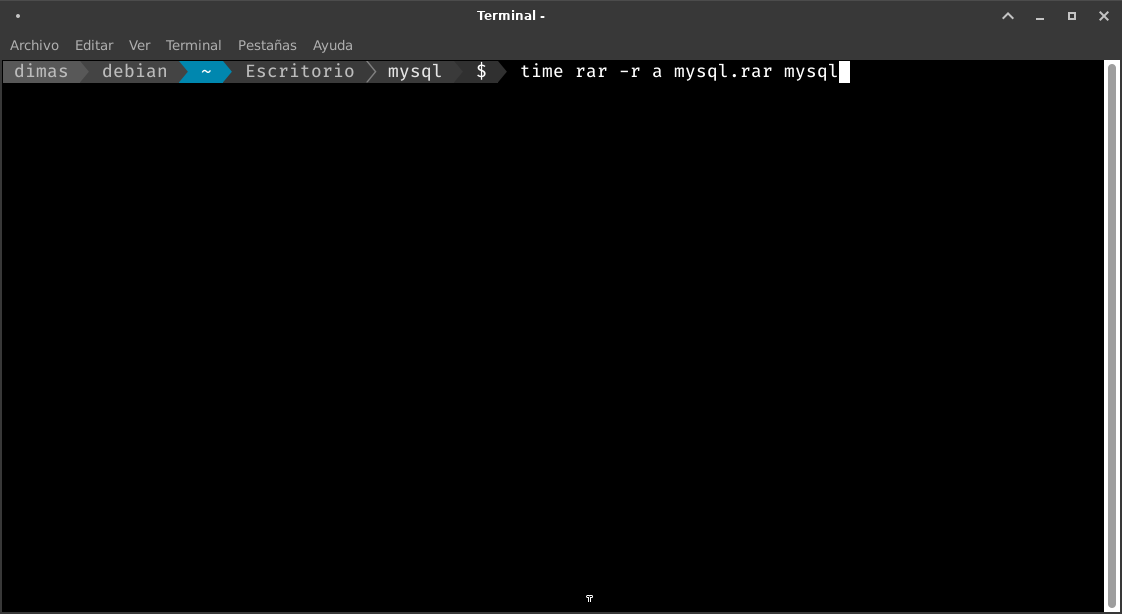 Terminal -
Archivo Editar Ver Terminal Pestañas Ayuda
dimas debian ~ Escritorio mysql $ time rar -r a mysql.rar mysql